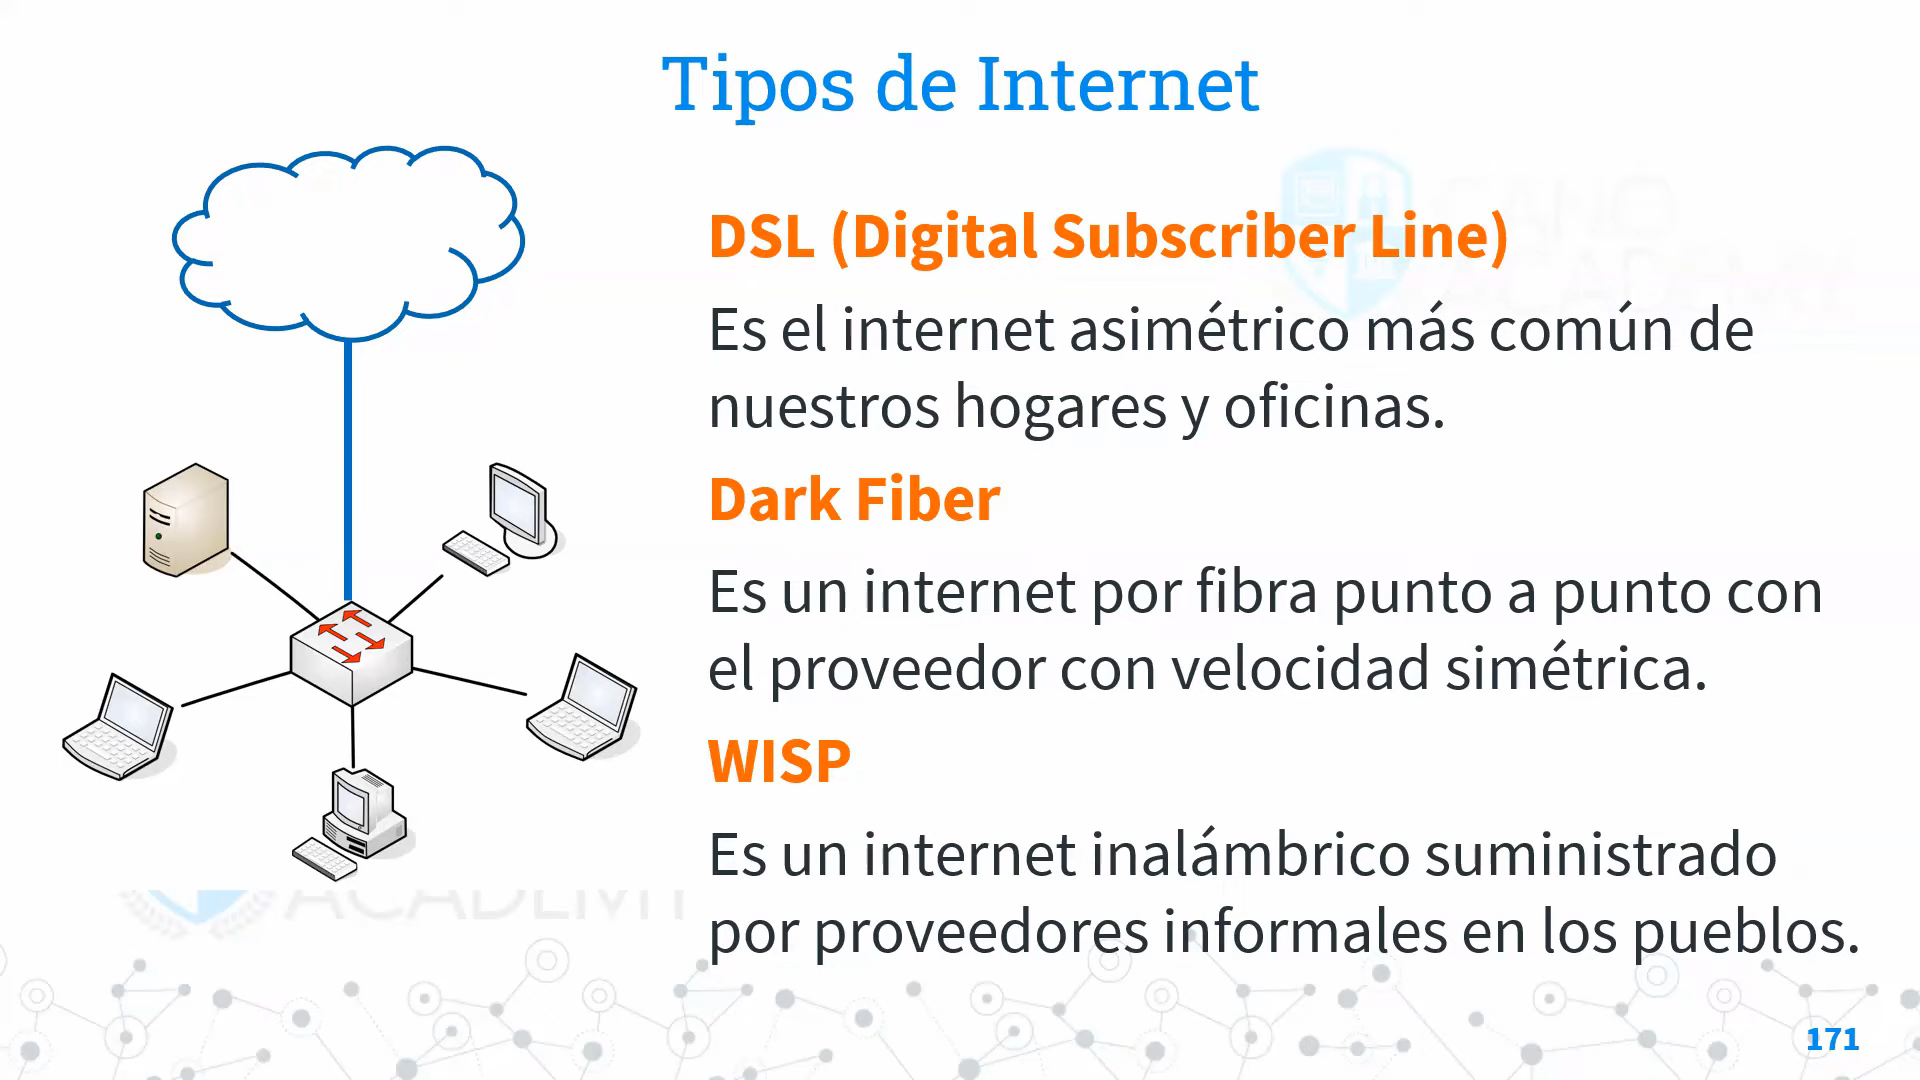 Tipos de Internet
DSL (Digital Subscriber Line)
Es el internet asimétrico más común de
nuestros hogares y oficinas.
Dark Fiber
Es un internet por fibra punto a punto con
el proveedor con velocidad simétrica.
WISP
Es un internet inalámbrico suministrado
por proveedores informales en los pueblos.
ACADEMY
171